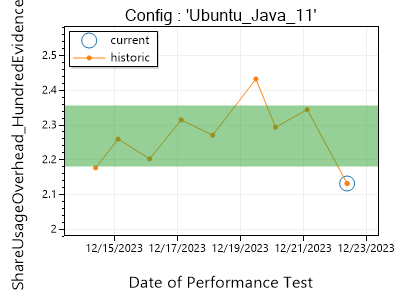 Config : 'Ubuntu_Java_11'
ShareUsageOverhead_HundredEvidence
current
historic
2.5
2.4
2.3
2.2
2.1
2
12/15/2023 12/17/2023 12/19/2023 12/21/2023 12/23/2023
Date of Performance Test